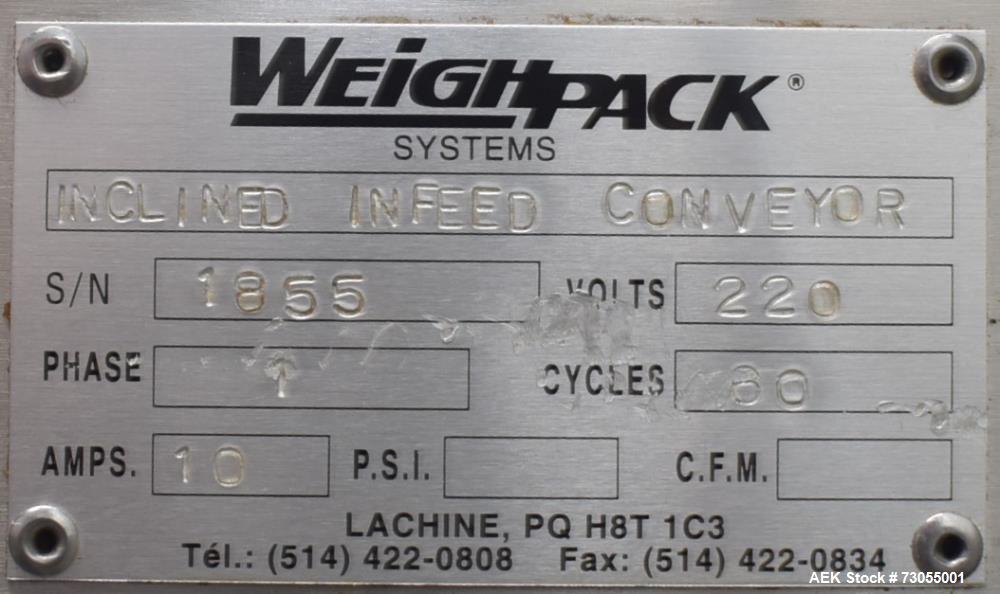 WEIGHPACK®
SYSTEMS
INCLINED INFEED CONVEYOR
S/N 1855 VOLTS 220
PHASE 1 CYCLES 60
AMPS. 10 P.S.I. C.F.M.
LACHINE, PQ H8T 1C3
Tél.: (514) 422-0808 Fax: (514) 422-0834
AEK Stock # 73055001